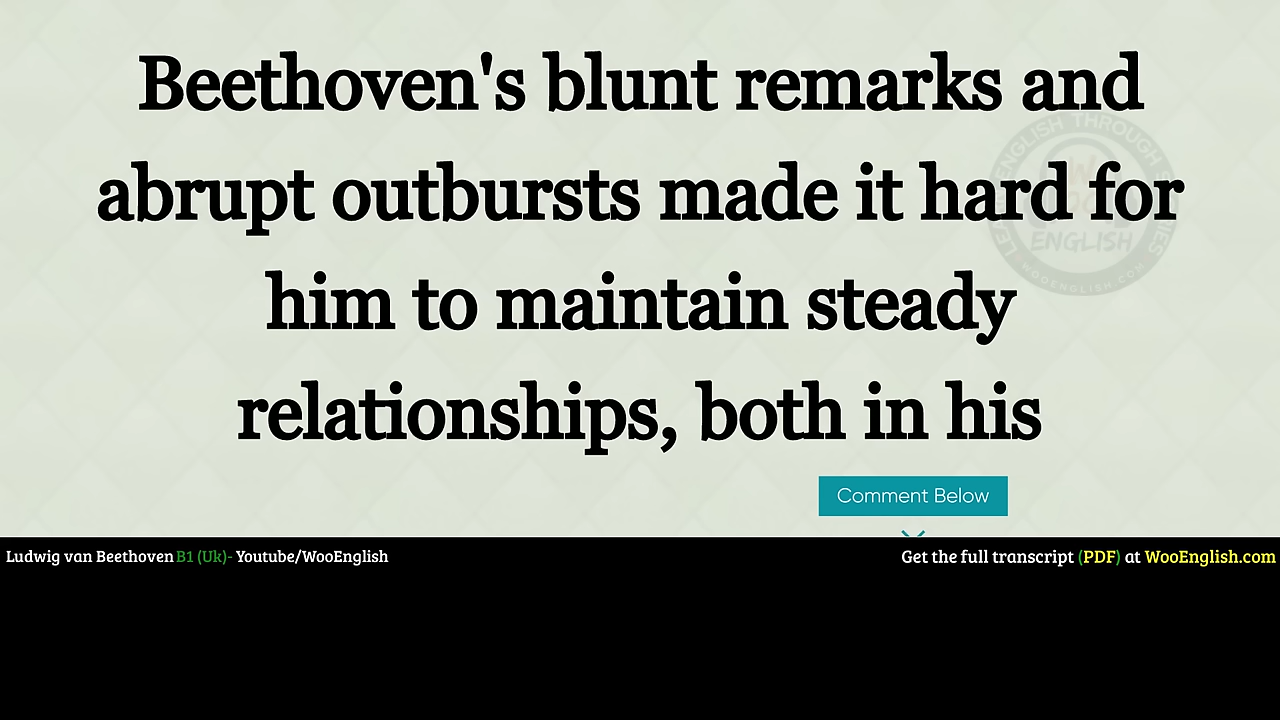 Beethoven's blunt remarks and
abrupt outbursts made it hard for
him to maintain steady
relationships, both in his
Comment Below
Ludwig van Beethoven B1 (Uk)- Youtube/WooEnglish
Get the full transcript (PDF) at WooEnglish.com